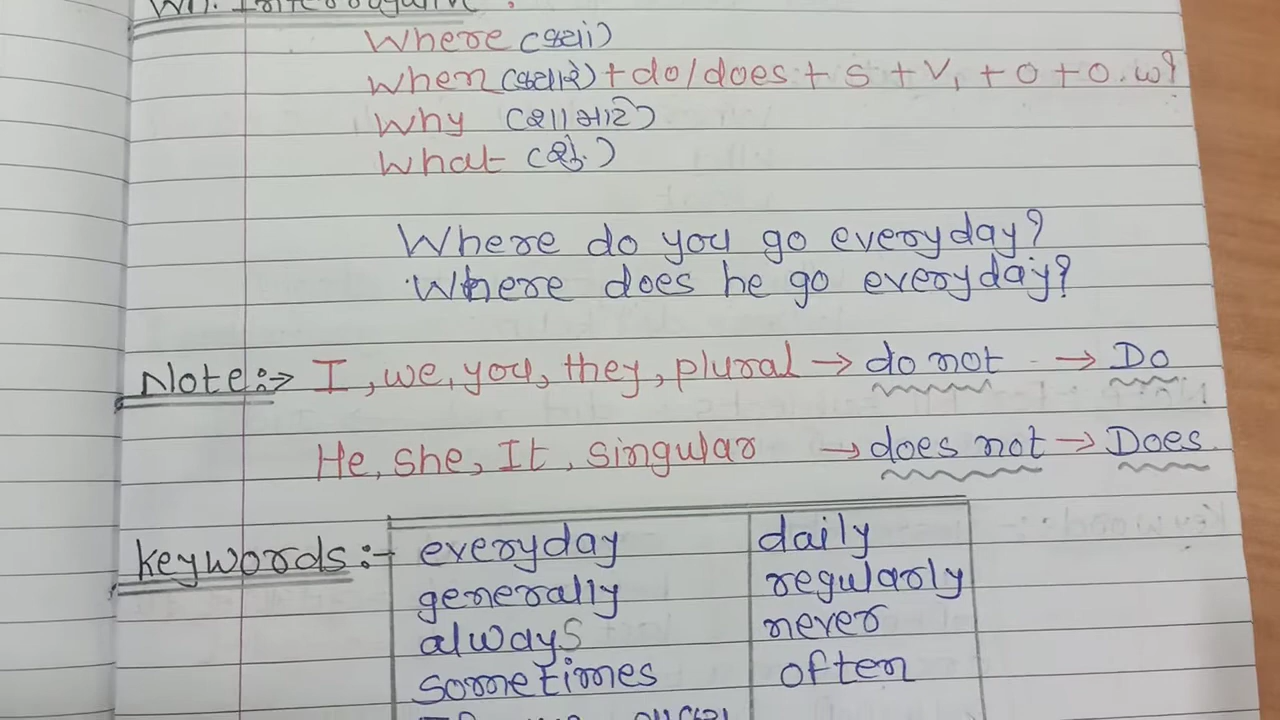 Wh. Interrogative :
Where (ક્યાં)
When (ક્યારે) + do/does + S + V₁ + O + O.W?
Why (શા માટે)
What (શું.)
Where do you go everyday?
Where does he go everyday?
Note:-> I, we, you, they, plural → do not → Do
He, she, It, singular → does not → Does
Keywords :- everyday daily
generally regularly
always never
sometimes often